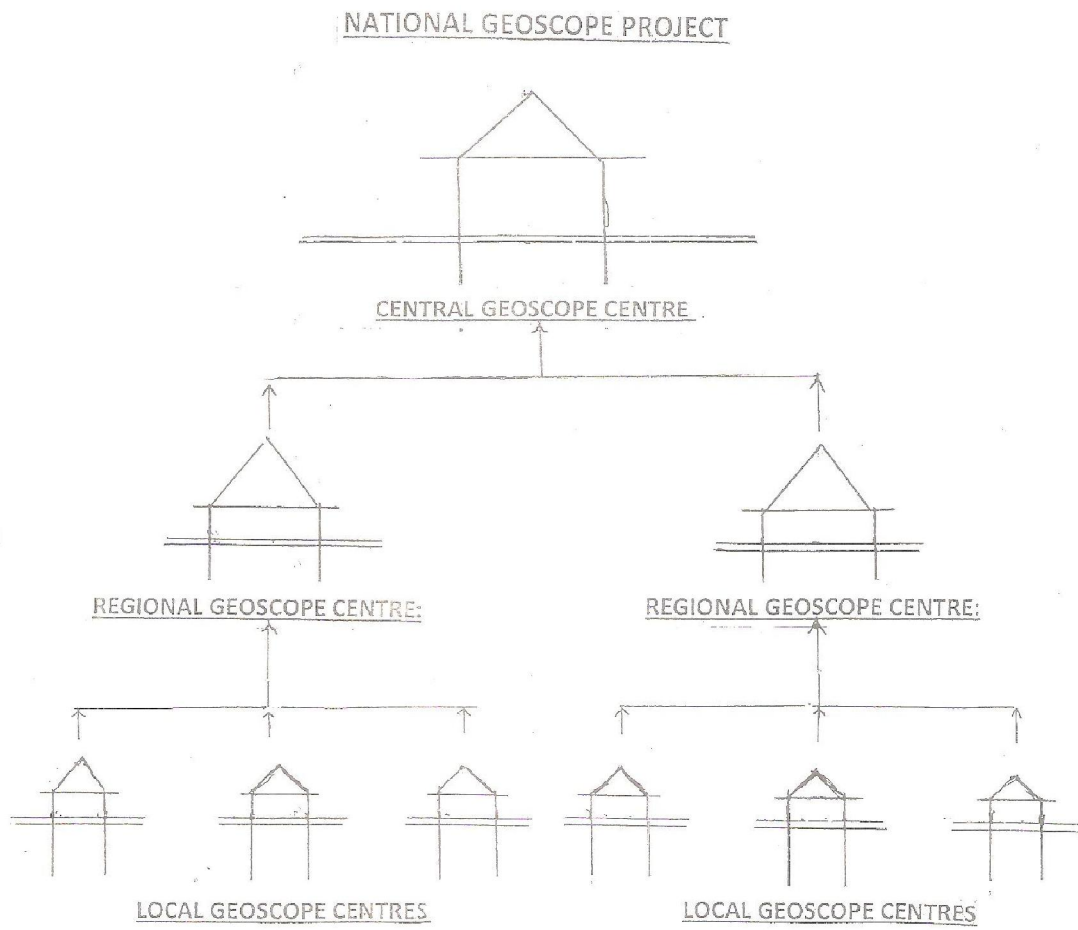 NATIONAL GEOSCOPE PROJECT
CENTRAL GEOSCOPE CENTRE
REGIONAL GEOSCOPE CENTRE:
REGIONAL GEOSCOPE CENTRE:
LOCAL GEOSCOPE CENTRES
LOCAL GEOSCOPE CENTRES